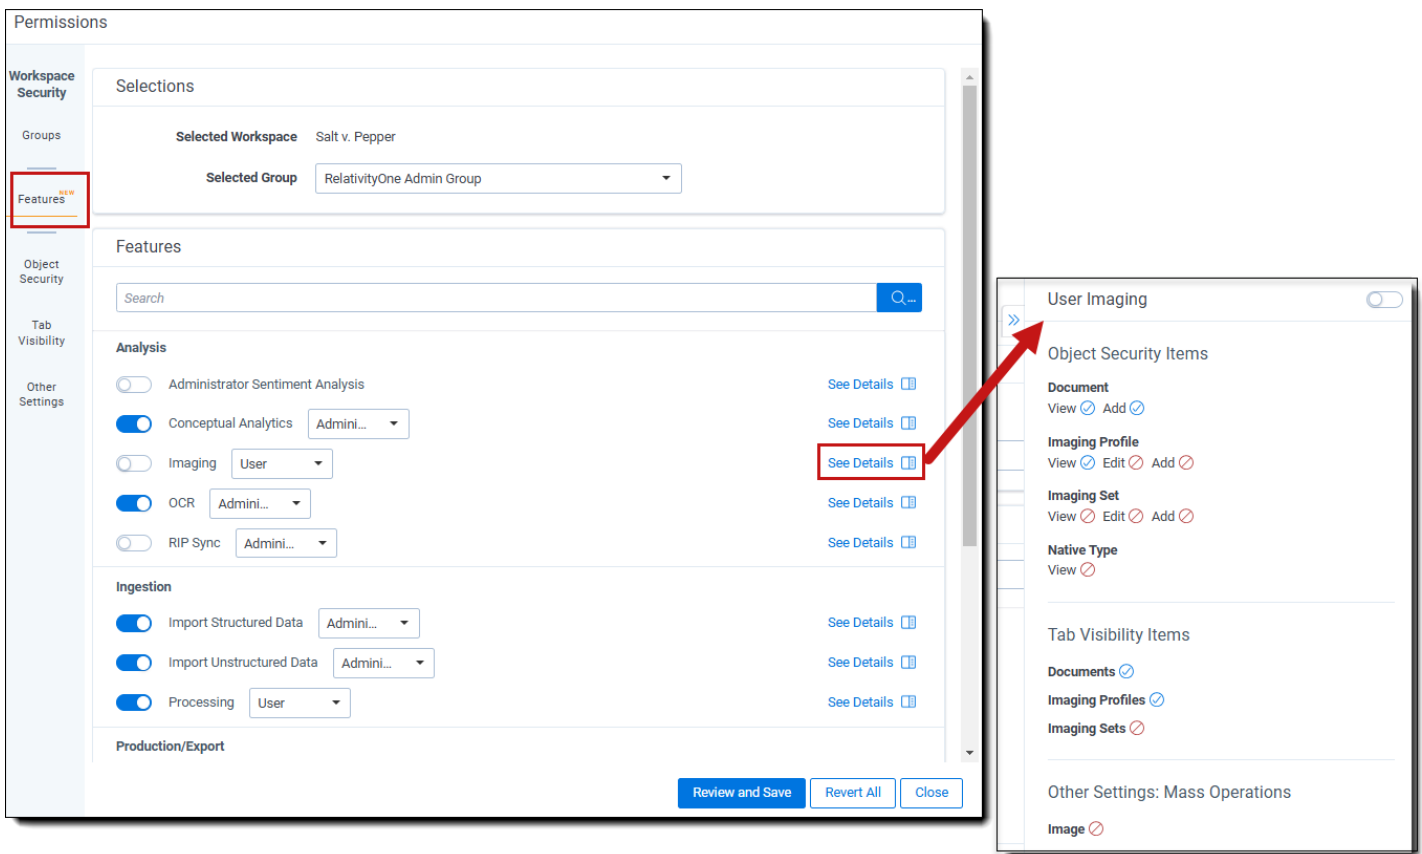 Permissions
Workspace
Security
Groups
Features NEW
Object
Security
Tab
Visibility
Other
Settings
Selections
Selected Workspace Salt v. Pepper
Selected Group RelativityOne Admin Group
Features
Search
...
Analysis
Administrator Sentiment Analysis See Details
Conceptual Analytics Admini... See Details
Imaging User See Details
OCR Admini... See Details
RIP Sync Admini... See Details
Ingestion
Import Structured Data Admini... See Details
Import Unstructured Data Admini... See Details
Processing User See Details
Production/Export
Review and Save Revert All Close
User Imaging
Object Security Items
Document
View Add
Imaging Profile
View Edit Add
Imaging Set
View Edit Add
Native Type
View
Tab Visibility Items
Documents
Imaging Profiles
Imaging Sets
Other Settings: Mass Operations
Image